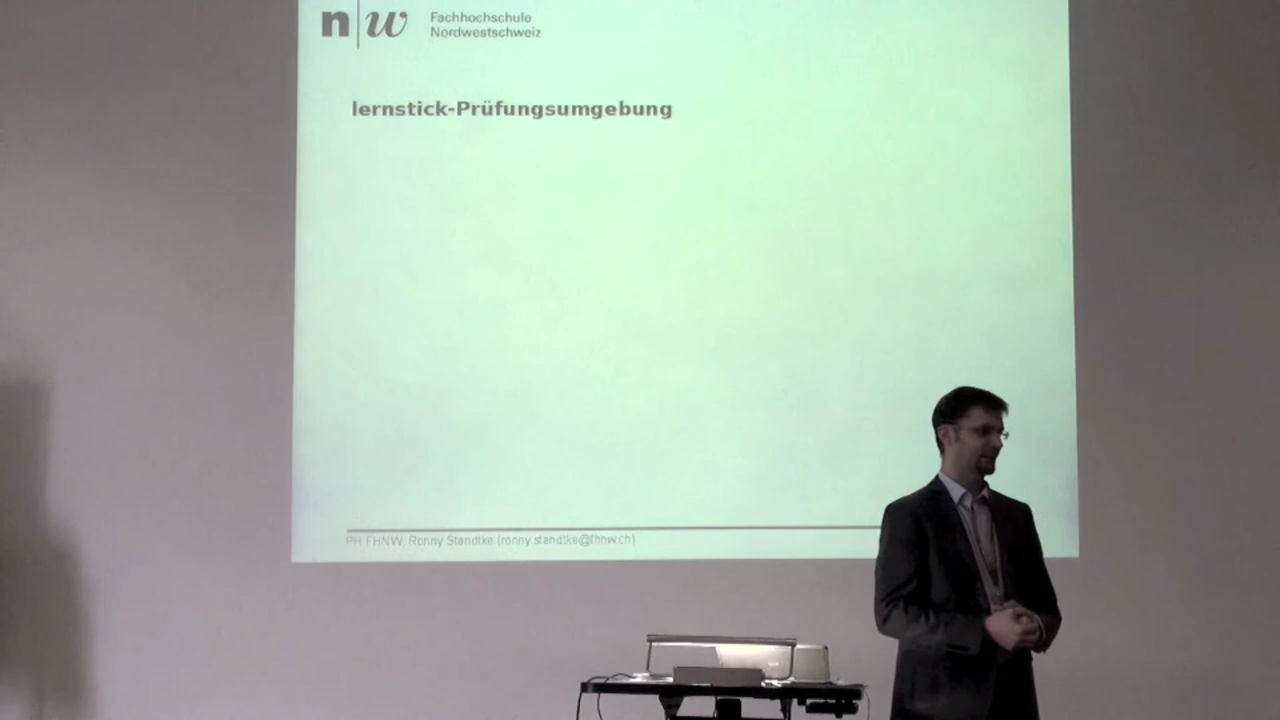 n|w Fachhochschule
Nordwestschweiz
lernstick-Prüfungsumgebung
PH FHNW, Ronny Standtke (ronny.standtke@fhnw.ch)